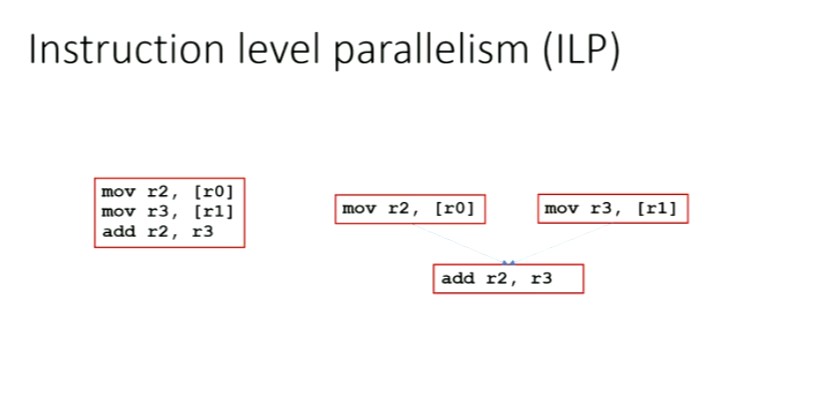 Instruction level parallelism (ILP)
mov r2, [r0]
mov r3, [r1]
add r2, r3
mov r2, [r0]
mov r3, [r1]
add r2, r3